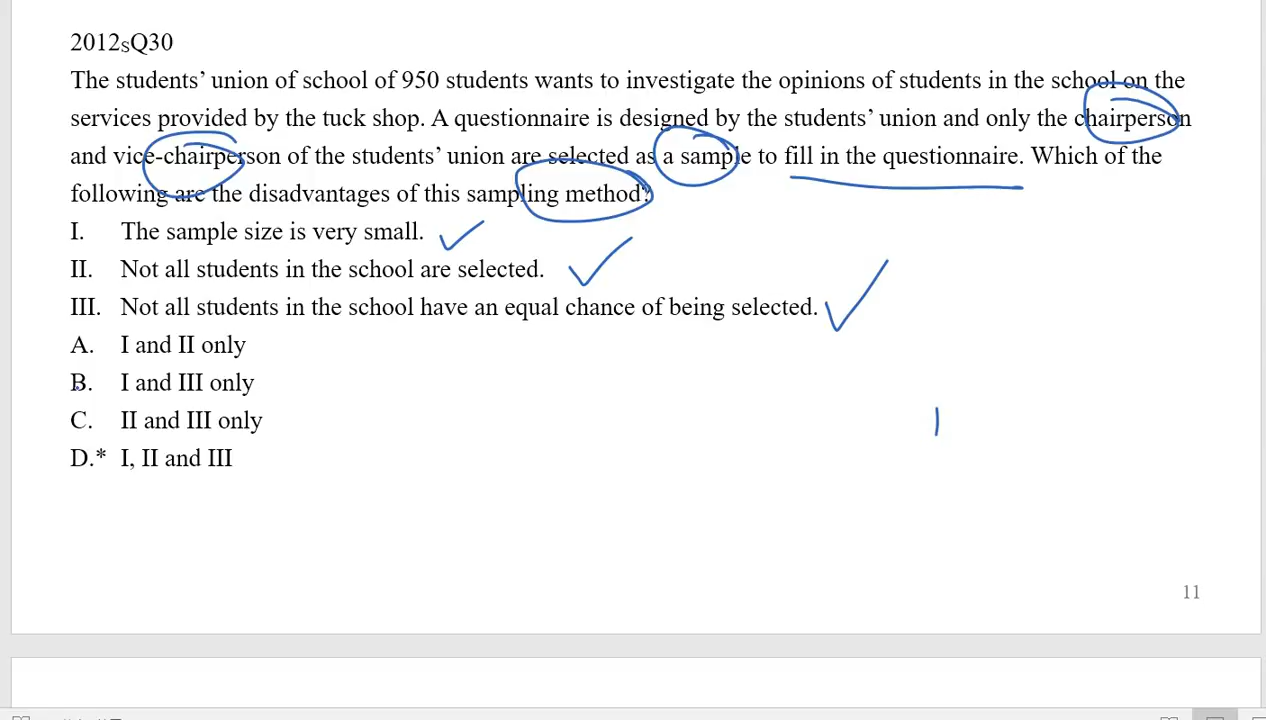 2012sQ30
The students’ union of school of 950 students wants to investigate the opinions of students in the school on the
services provided by the tuck shop. A questionnaire is designed by the students’ union and only the chairperson
and vice-chairperson of the students’ union are selected as a sample to fill in the questionnaire. Which of the
following are the disadvantages of this sampling method?
I. The sample size is very small.
II. Not all students in the school are selected.
III. Not all students in the school have an equal chance of being selected.
A. I and II only
B. I and III only
C. II and III only
D.* I, II and III
11